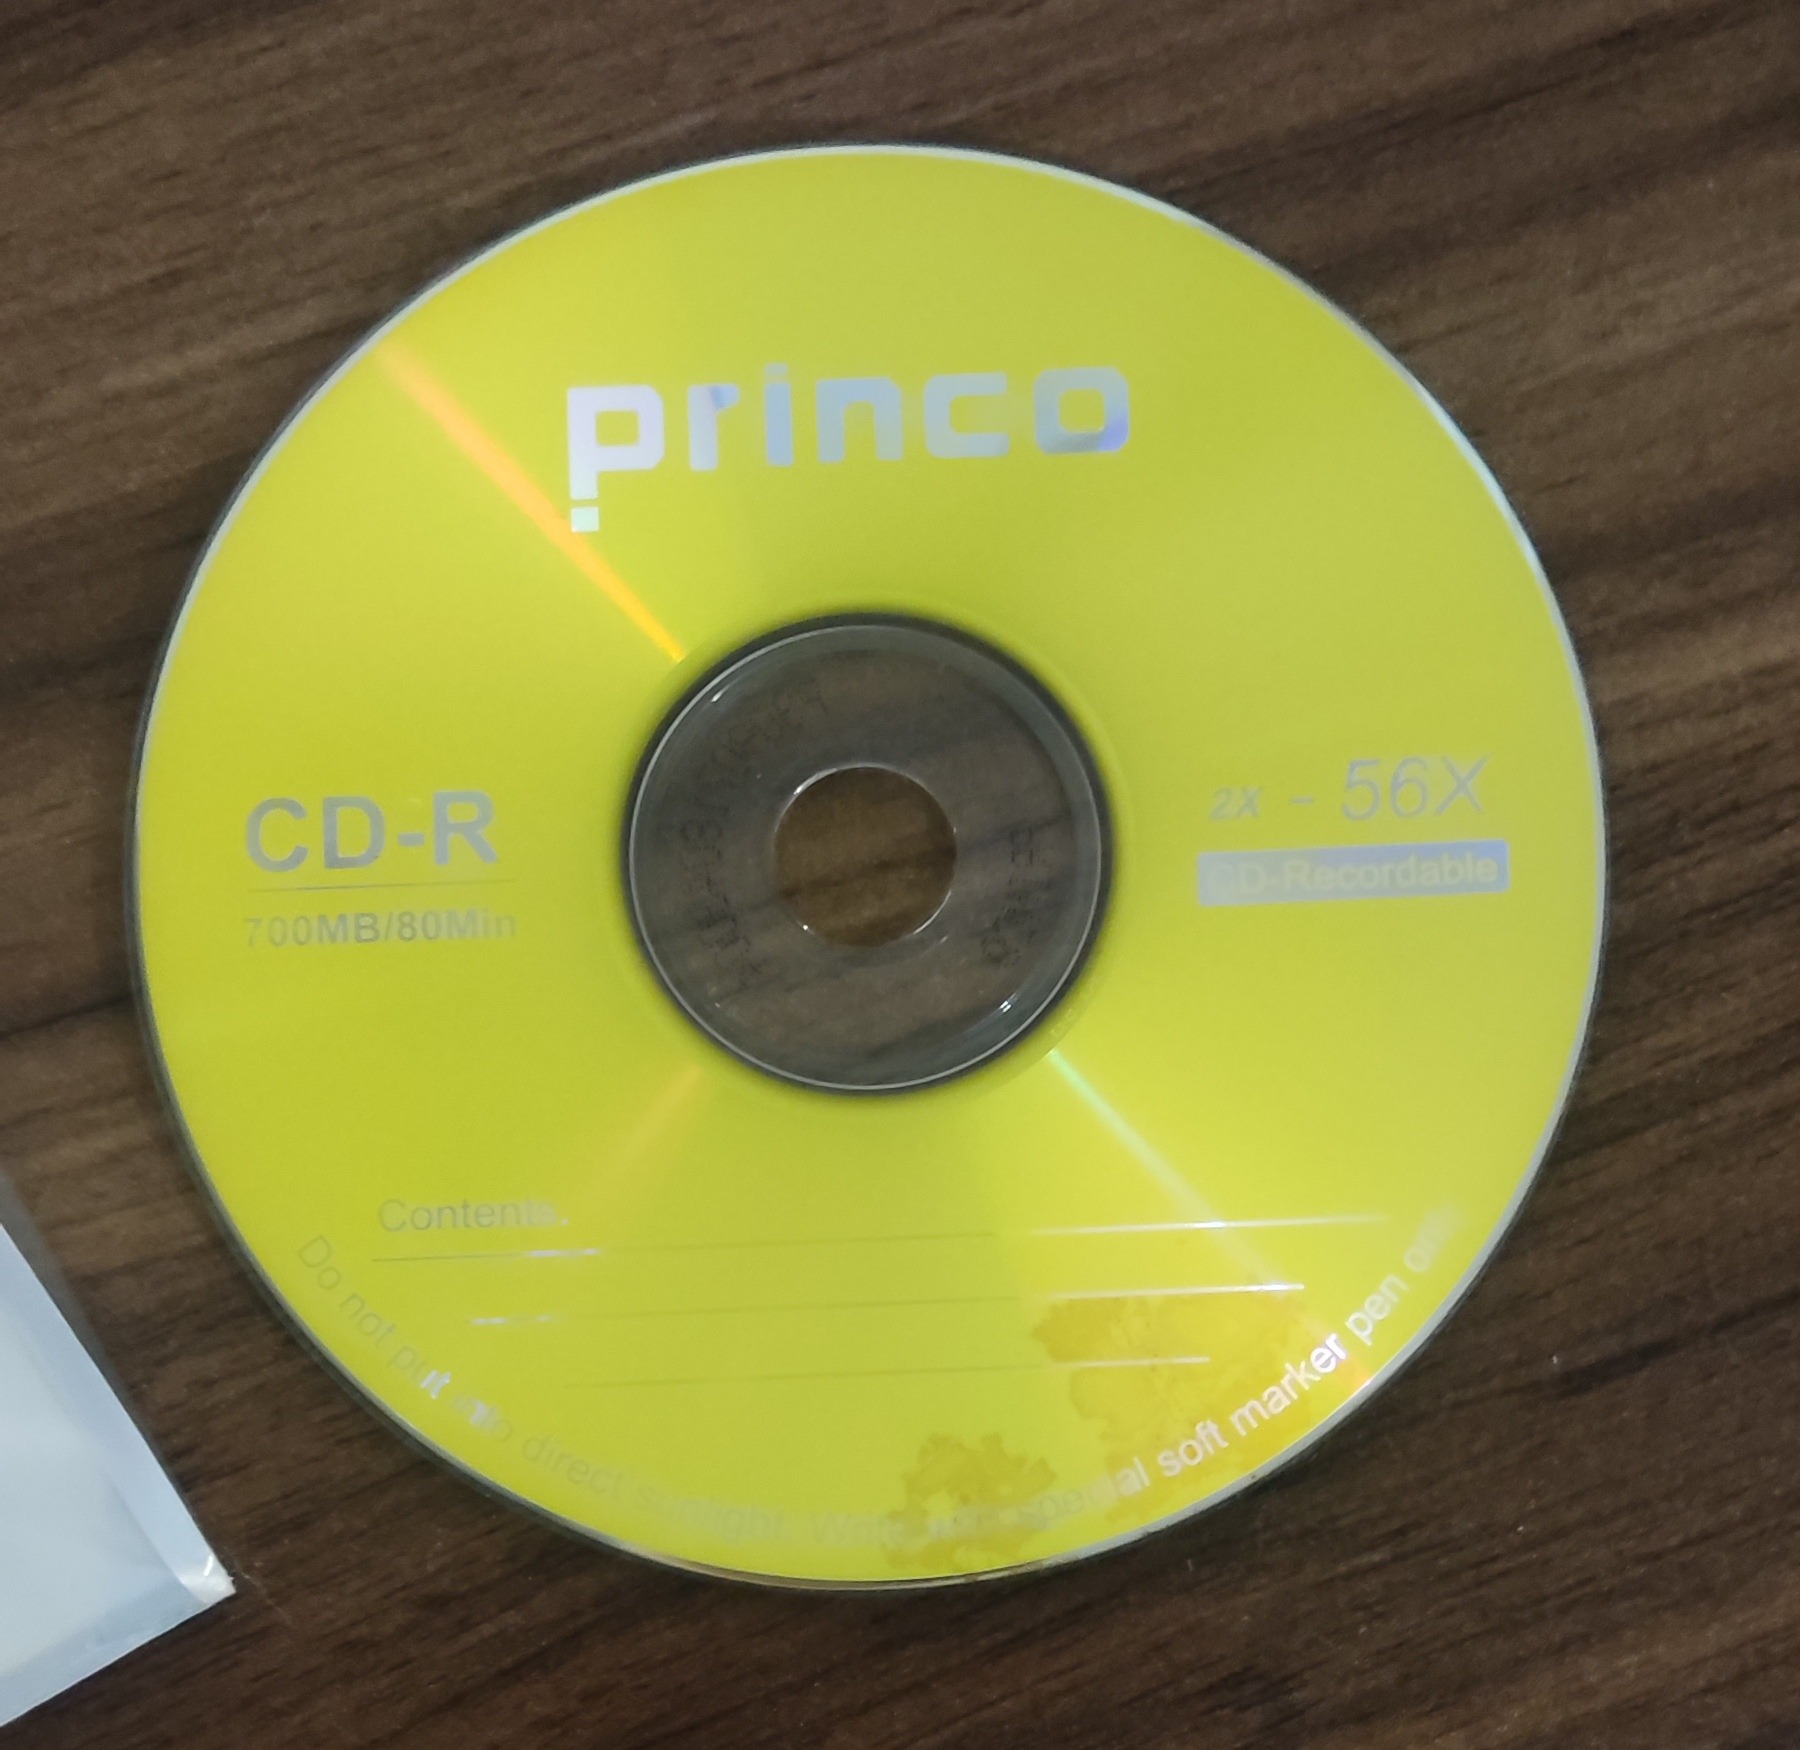 princo
CD-R
700MB/80Min
2X - 56X
CD-Recordable
Contents.
Do not put into direct sunlight. Write special soft marker pen only